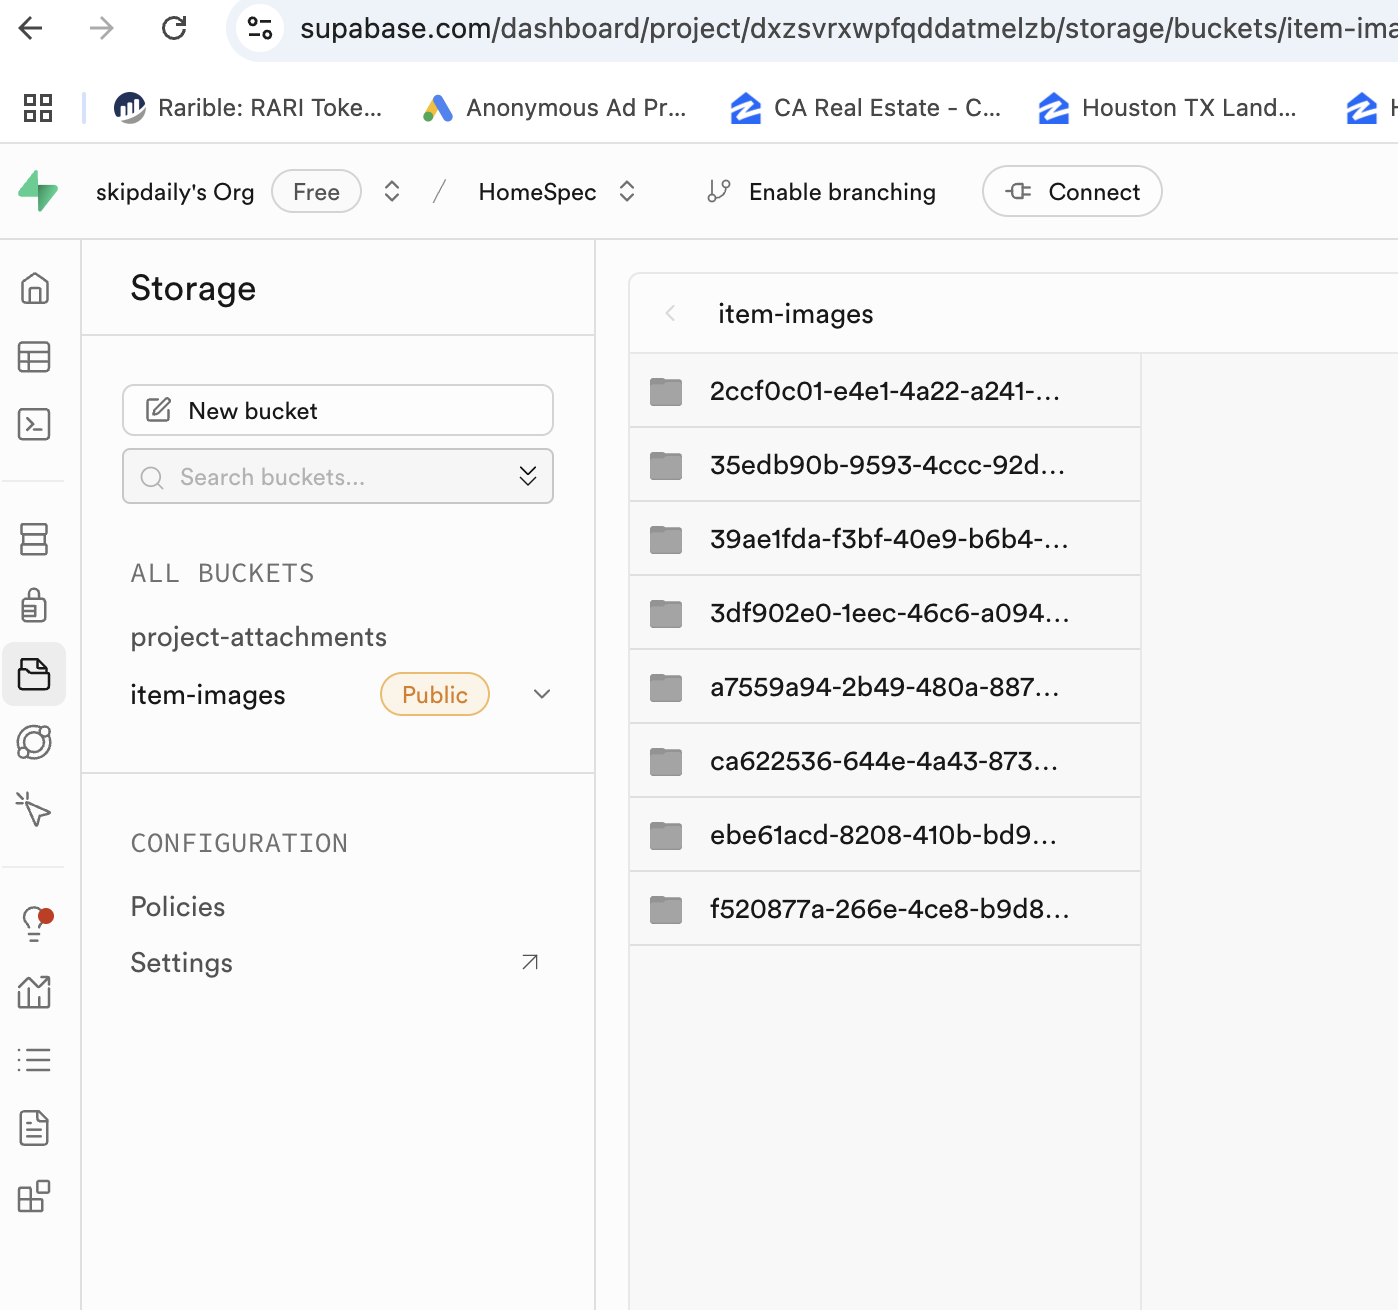 supabase.com/dashboard/project/dxzsvrxwpfqddatmelzb/storage/buckets/item-ima
Rarible: RARI Toke...
Anonymous Ad Pr...
CA Real Estate - C...
Houston TX Land...
skipdaily's Org
Free
/
HomeSpec
Enable branching
Connect
Storage
New bucket
Search buckets...
ALL BUCKETS
project-attachments
item-images
Public
CONFIGURATION
Policies
Settings
item-images
2ccf0c01-e4e1-4a22-a241-...
35edb90b-9593-4ccc-92d...
39ae1fda-f3bf-40e9-b6b4-...
3df902e0-1eec-46c6-a094...
a7559a94-2b49-480a-887...
ca622536-644e-4a43-873...
ebe61acd-8208-410b-bd9...
f520877a-266e-4ce8-b9d8...